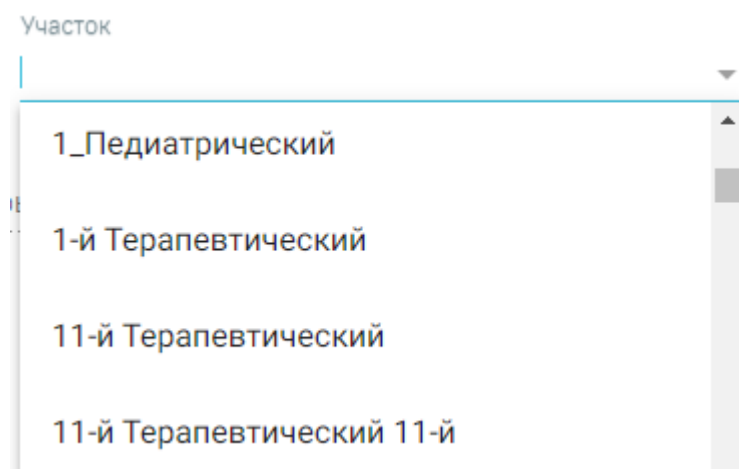 Участок
1_Педиатрический
1-й Терапевтический
11-й Терапевтический
11-й Терапевтический 11-й